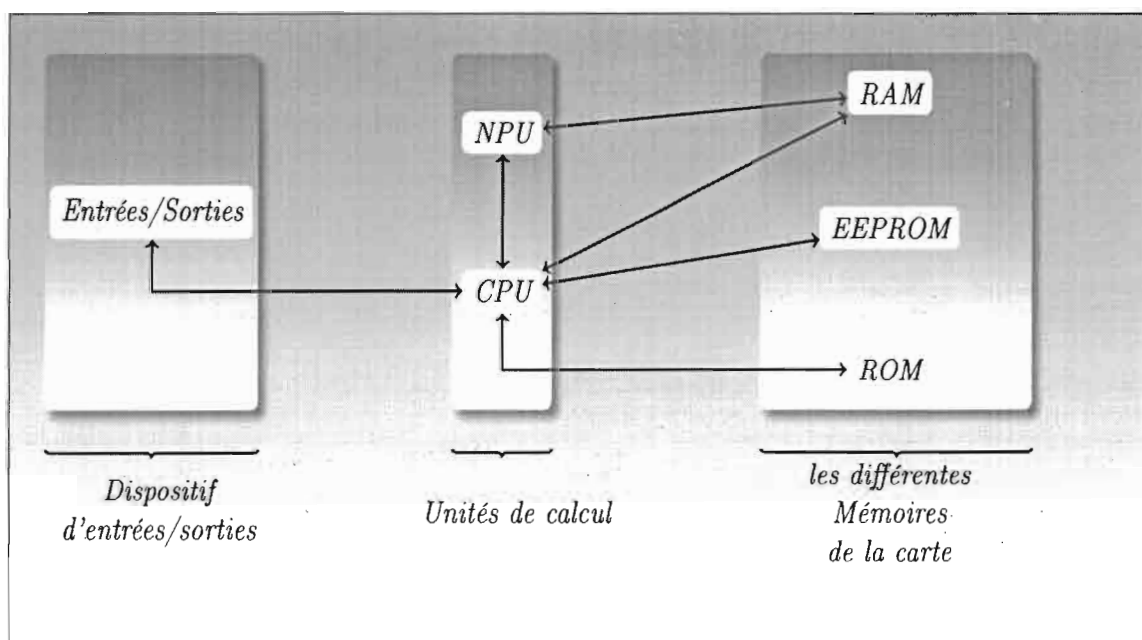 RAM
NPU
Entrées/Sorties
EEPROM
CPU
ROM
Dispositif
d'entrées/sorties
Unités de calcul
les différentes
Mémoires
de la carte